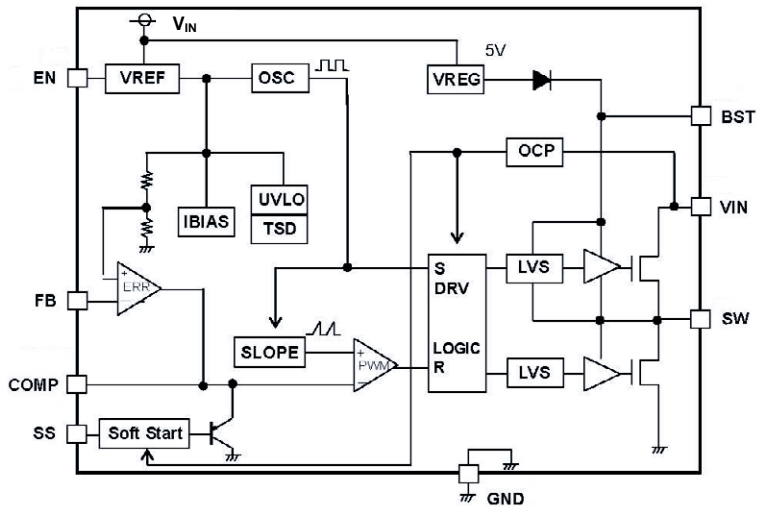 VIN
5V
EN
VREF
OSC
VREG
BST
OCP
UVLO
IBIAS
TSD
VIN
S
LVS
DRV
+
ERR
−
FB
SW
SLOPE
+
LOGIC
PWM
R
LVS
COMP
−
SS
Soft Start
GND